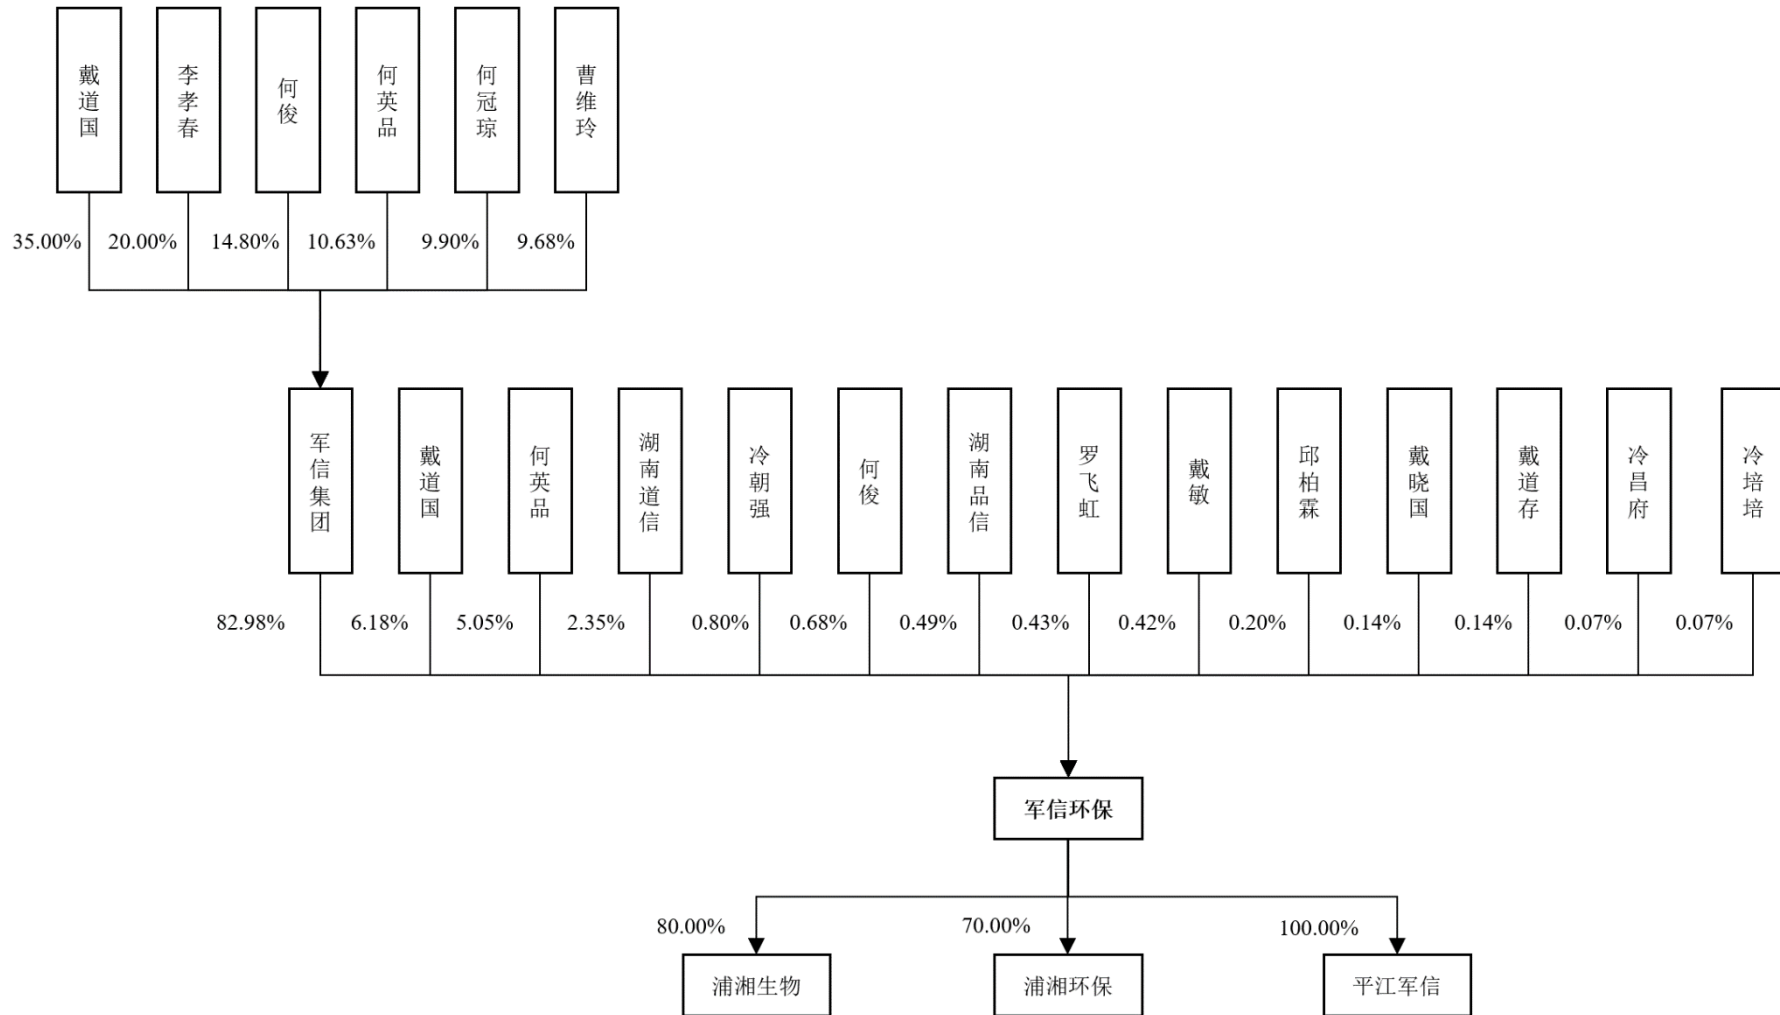 戴道国
李孝春
何俊
何英品
何冠琼
曹维玲
35.00%
20.00%
14.80%
10.63%
9.90%
9.68%
军信集团
戴道国
何英品
湖南道信
冷朝强
何俊
湖南品信
罗飞虹
戴敏
邱柏霖
戴晓国
戴道存
冷昌府
冷培培
82.98%
6.18%
5.05%
2.35%
0.80%
0.68%
0.49%
0.43%
0.42%
0.20%
0.14%
0.14%
0.07%
0.07%
军信环保
80.00%
70.00%
100.00%
浦湘生物
浦湘环保
平江军信